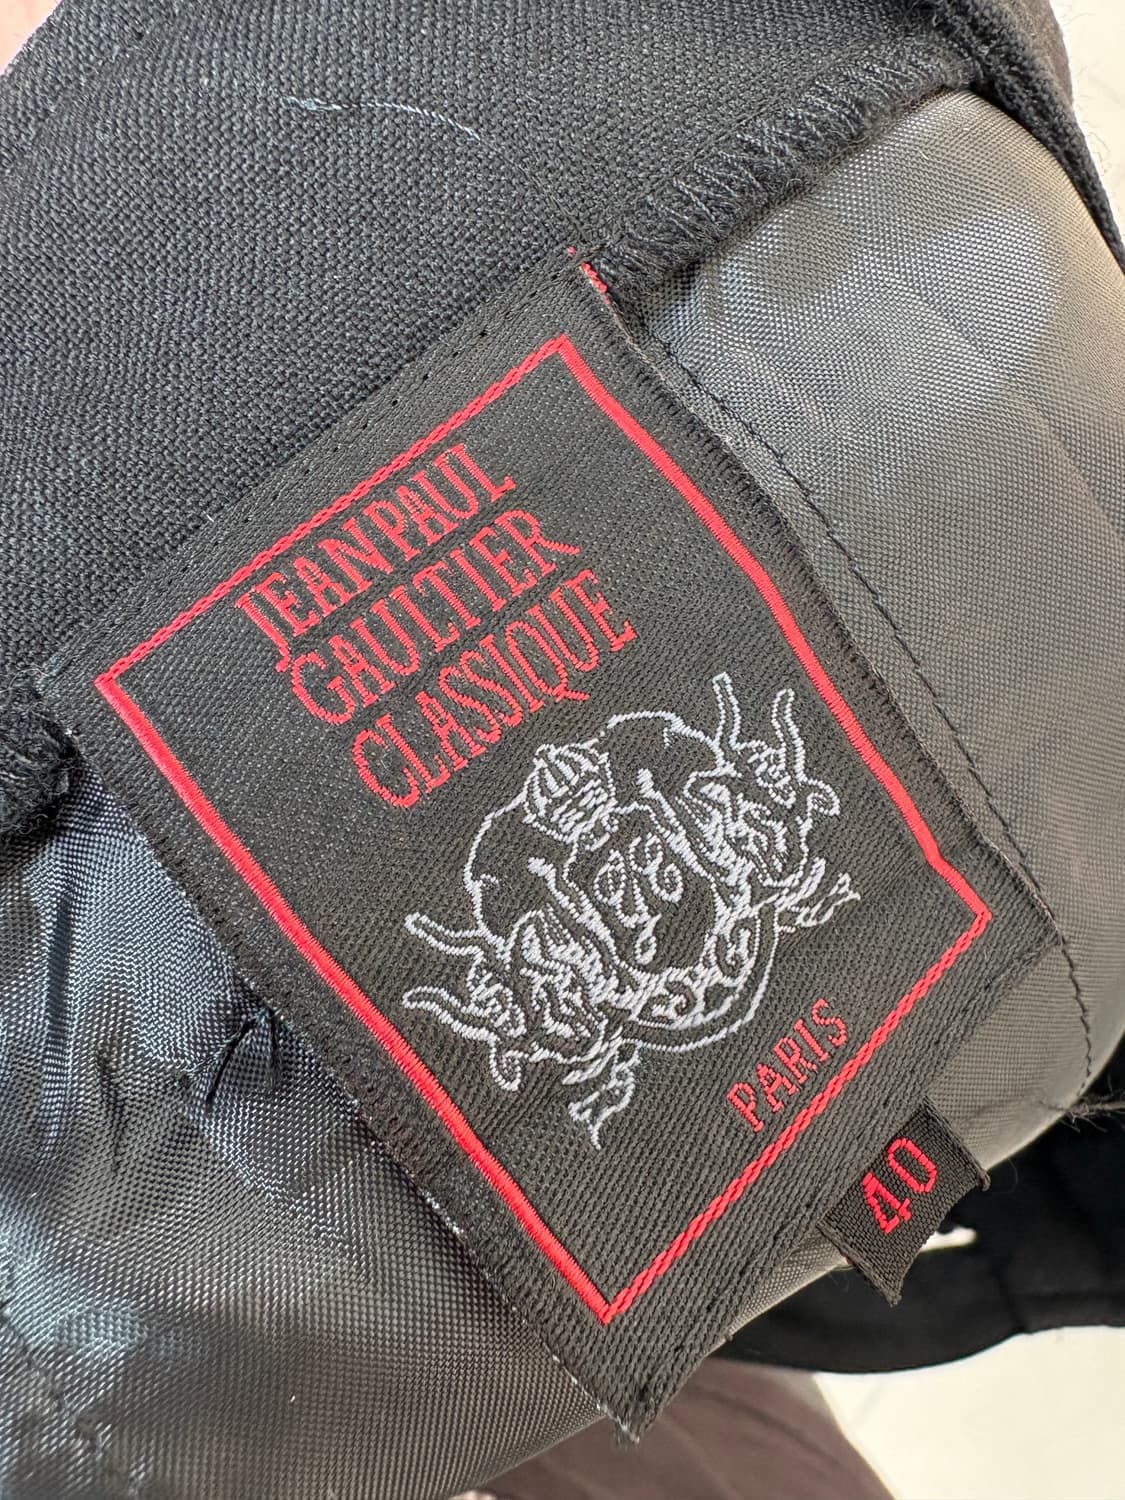 JEAN PAUL
GAULTIER
CLASSIQUE
PARIS
40